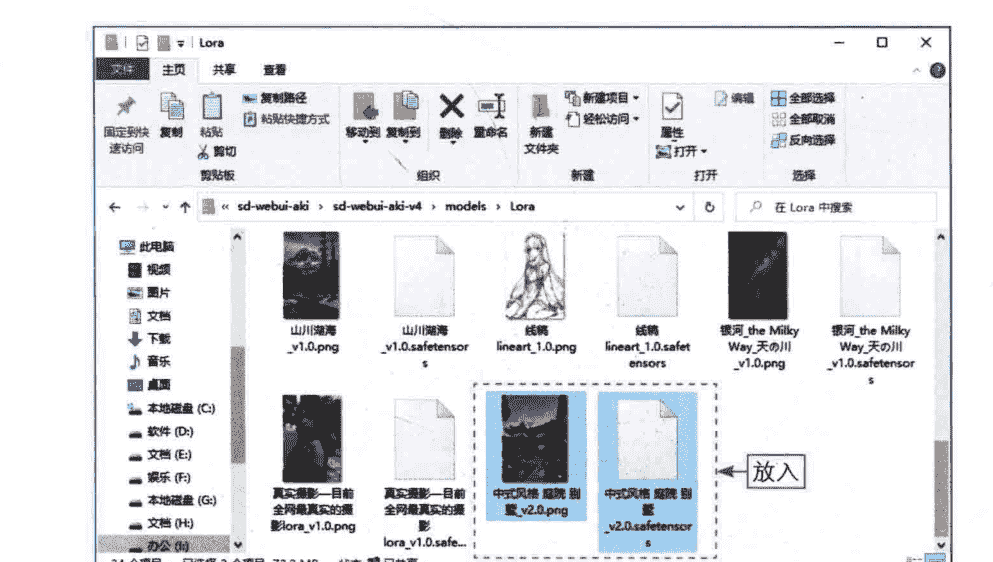 Lora
文件 主页 共享 查看
固定到快速访问
复制
粘贴
复制路径
粘贴快捷方式
剪切
剪贴板
移动到 复制到 删除 重命名
组织
新建
文件夹
新建项目
轻松访问
新建
属性
打开
编辑
打开
全部选择
全部取消
反向选择
选择
« sd-webui-aki › sd-webui-aki-v4 › models › Lora
在 Lora 中搜索
此电脑
视频
图片
文档
下载
音乐
桌面
本地磁盘 (C:)
软件 (D:)
文档 (E:)
娱乐 (F:)
本地磁盘 (G:)
文档 (H:)
办公 (I:)
山川湖海
_v1.0.png
山川湖海
_v1.0.safetensor
s
线稿
lineart_1.0.png
线稿
lineart_1.0.safet
ensors
银河_the Milky
Way_天の川
_v1.0.png
银河_the Milky
Way_天の川
_v1.0.safetensor
s
真实摄影—目前
全网最真实的摄
影lora_v1.0.png
真实摄影—目前
全网最真实的摄
影
lora_v1.0.safe...
中式风格 庭院 别
墅_v2.0.png
中式风格 庭院 别
墅
_v2.0.safetensor
s
放入